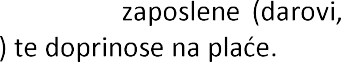 zaposlene (darovi,
) te doprinose na plaće.